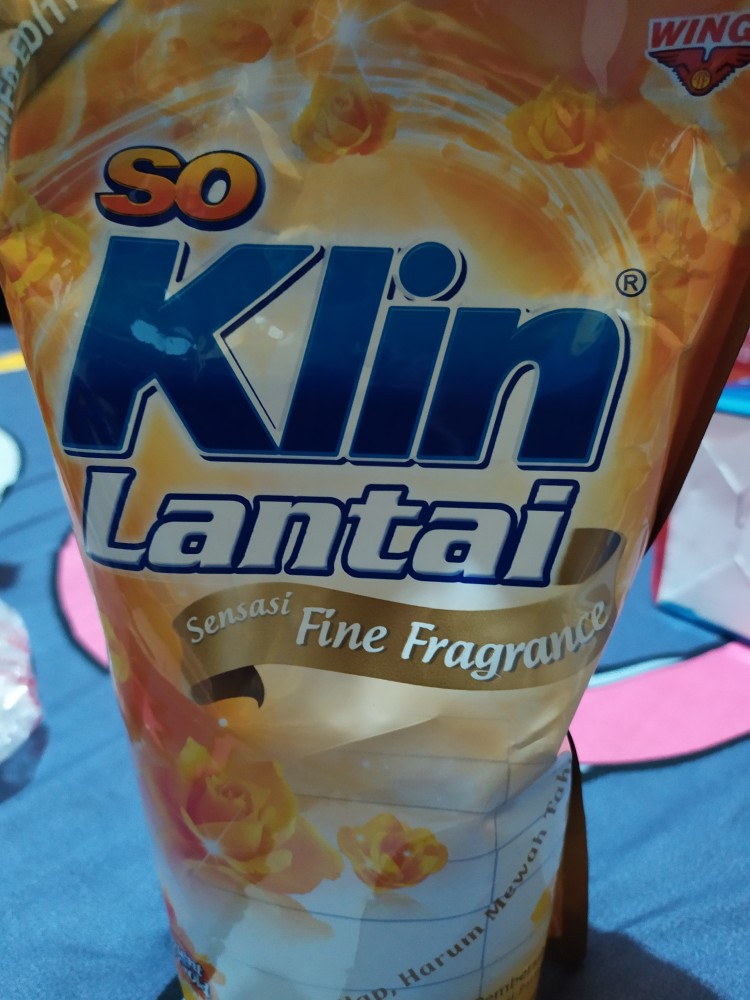 WINGS
So
Klin
®
Lantai
Sensasi Fine Fragrance
Harum Mewah